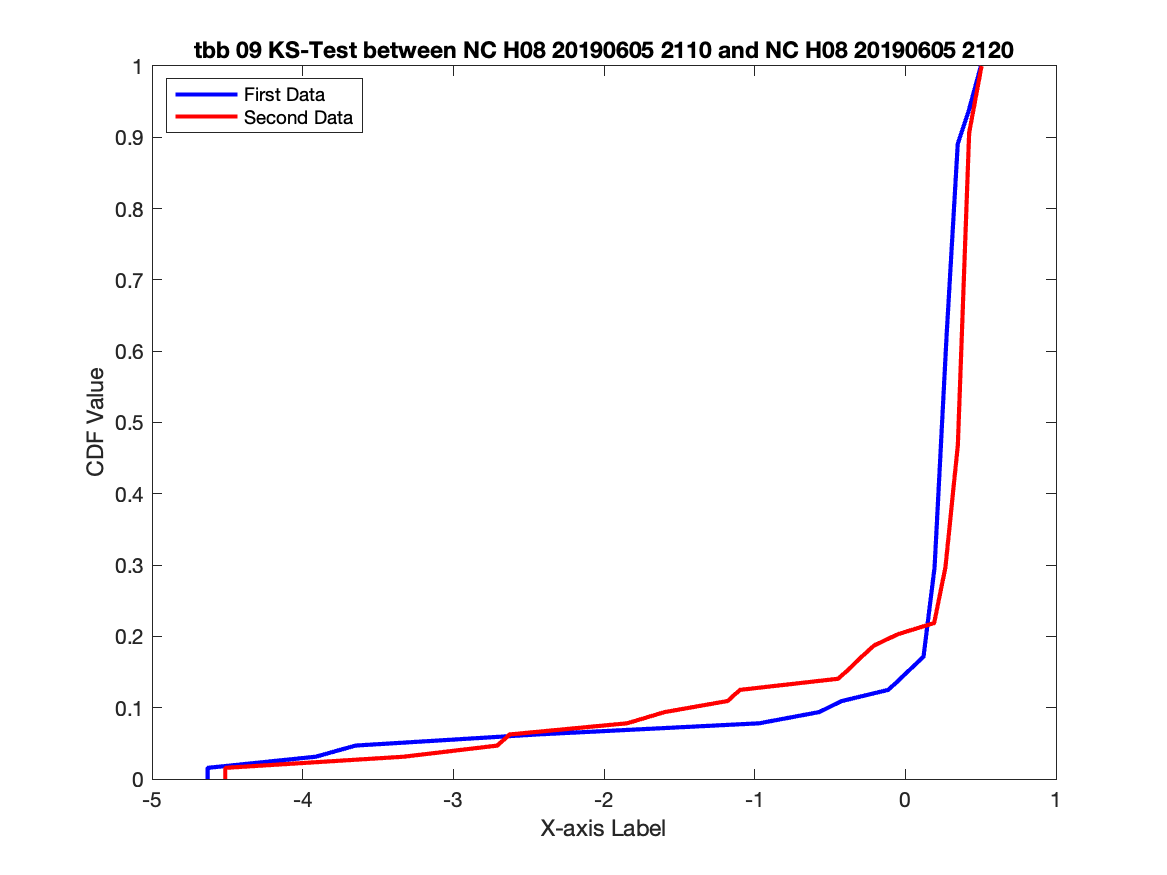 tbb 09 KS-Test between NC H08 20190605 2110 and NC H08 20190605 2120
First Data
Second Data
1
0.9
0.8
0.7
0.6
0.5
0.4
0.3
0.2
0.1
0
CDF Value
-5 -4 -3 -2 -1 0 1
X-axis Label